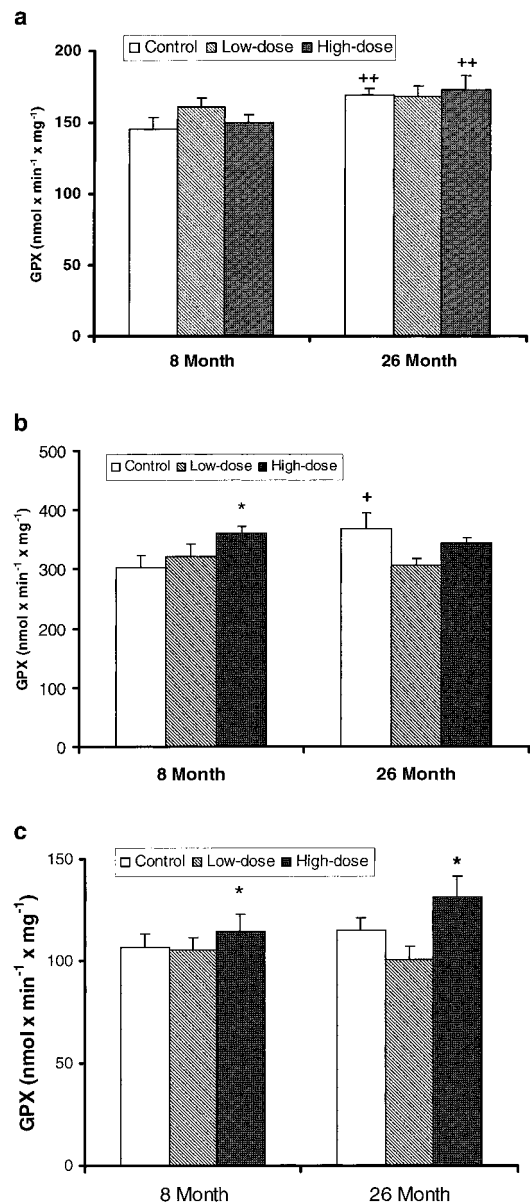 a
Control Low-dose High-dose
200
150
100
50
0
GPX (nmol x min⁻¹ x mg⁻¹)
++ ++
8 Month 26 Month
b
Control Low-dose High-dose
500
400
300
200
100
0
GPX (nmol x min⁻¹ x mg⁻¹)
* +
8 Month 26 Month
c
Control Low-dose High-dose
150
100
50
0
GPX (nmol x min⁻¹ x mg⁻¹)
* *
8 Month 26 Month